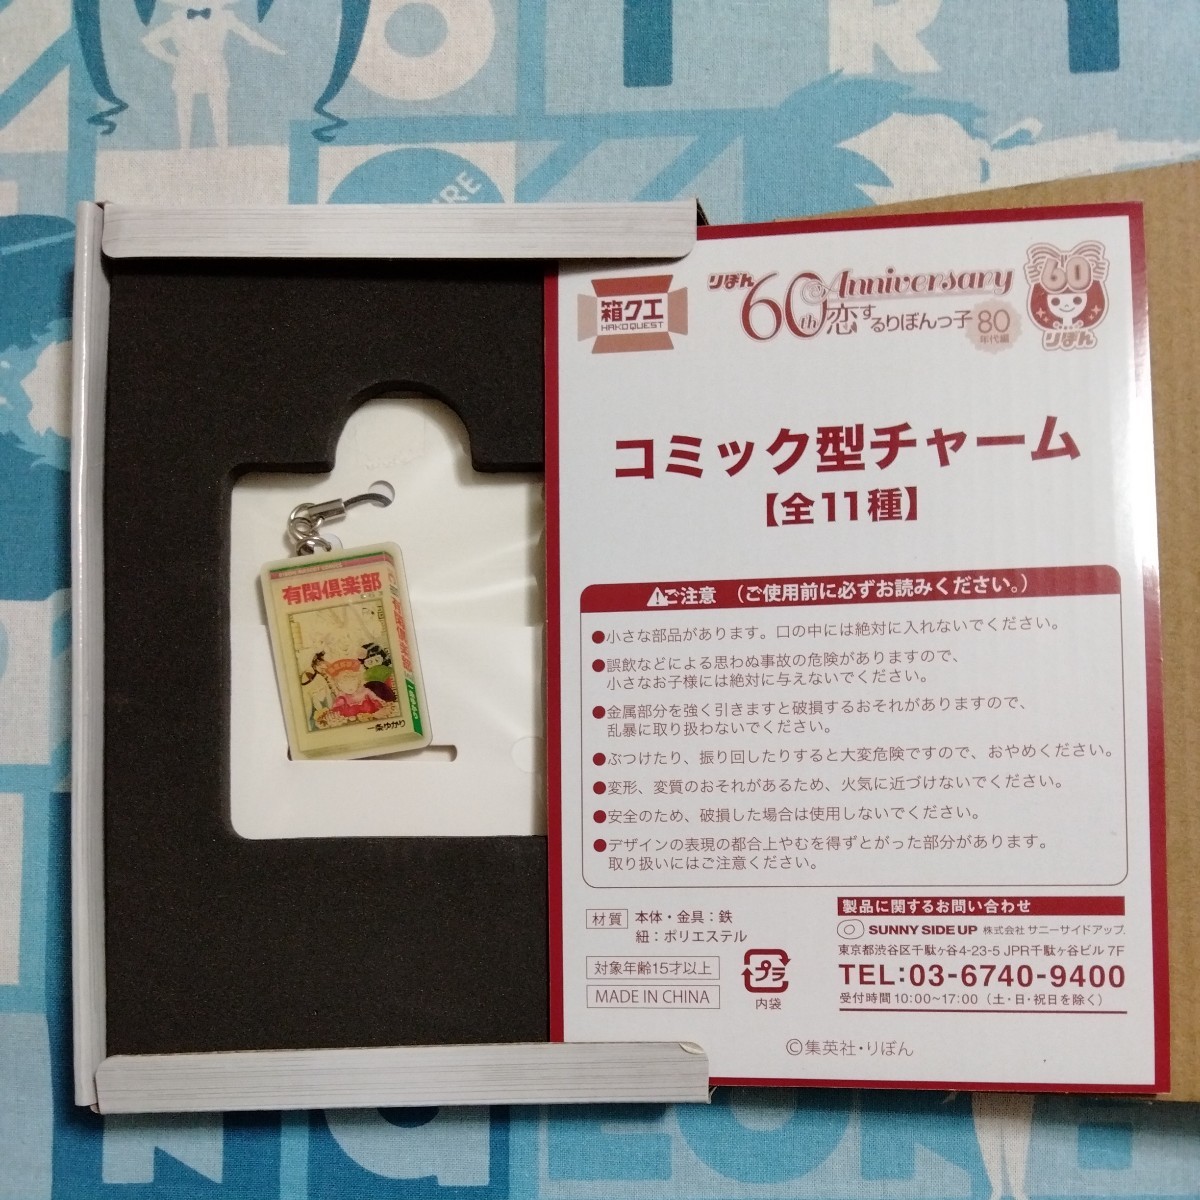 有閑倶楽部
一条ゆかり
箱クエ
HAKO QUEST
りぼん
60th Anniversary
恋するりぼんっ子
80
年代編
60
りぼん
コミック型チャーム
【全11種】
ご注意 (ご使用前に必ずお読みください。)
●小さな部品があります。口の中には絶対に入れないでください。
●誤飲などによる思わぬ事故の危険がありますので、
小さなお子様には絶対に与えないでください。
●金属部分を強く引きますと破損するおそれがありますので、
乱暴に取り扱わないでください。
●ぶつけたり、振り回したりすると大変危険ですので、おやめください。
●変形、変質のおそれがあるため、火気に近づけないでください。
●安全のため、破損した場合は使用しないでください。
●デザインの表現の都合上やむを得ずとがった部分があります。
取り扱いにはご注意ください。
材質 本体・金具:鉄
紐:ポリエステル
対象年齢15才以上
MADE IN CHINA
プラ
内袋
製品に関するお問い合わせ
SUNNY SIDE UP 株式会社 サニーサイドアップ.
東京都渋谷区千駄ヶ谷4-23-5 JPR千駄ヶ谷ビル 7F
TEL:03-6740-9400
受付時間 10:00~17:00 (土・日・祝日を除く)
©集英社・りぼん